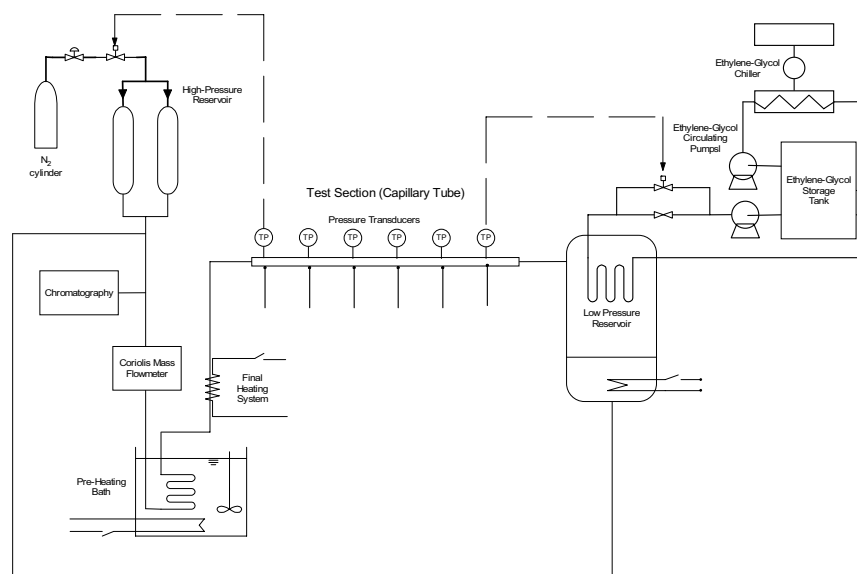 Ethylene-Glycol
Chiller
High-Pressure
Reservoir
N2
cylinder
Ethylene-Glycol
Circulating
Pumpsl
Ethylene-Glycol
Storage
Tank
Test Section (Capillary Tube)
Pressure Transducers
TP
TP
TP
TP
TP
TP
Chromatography
Low Pressure
Reservoir
Coriolis Mass
Flowmeter
Final
Heating
System
Pre-Heating
Bath